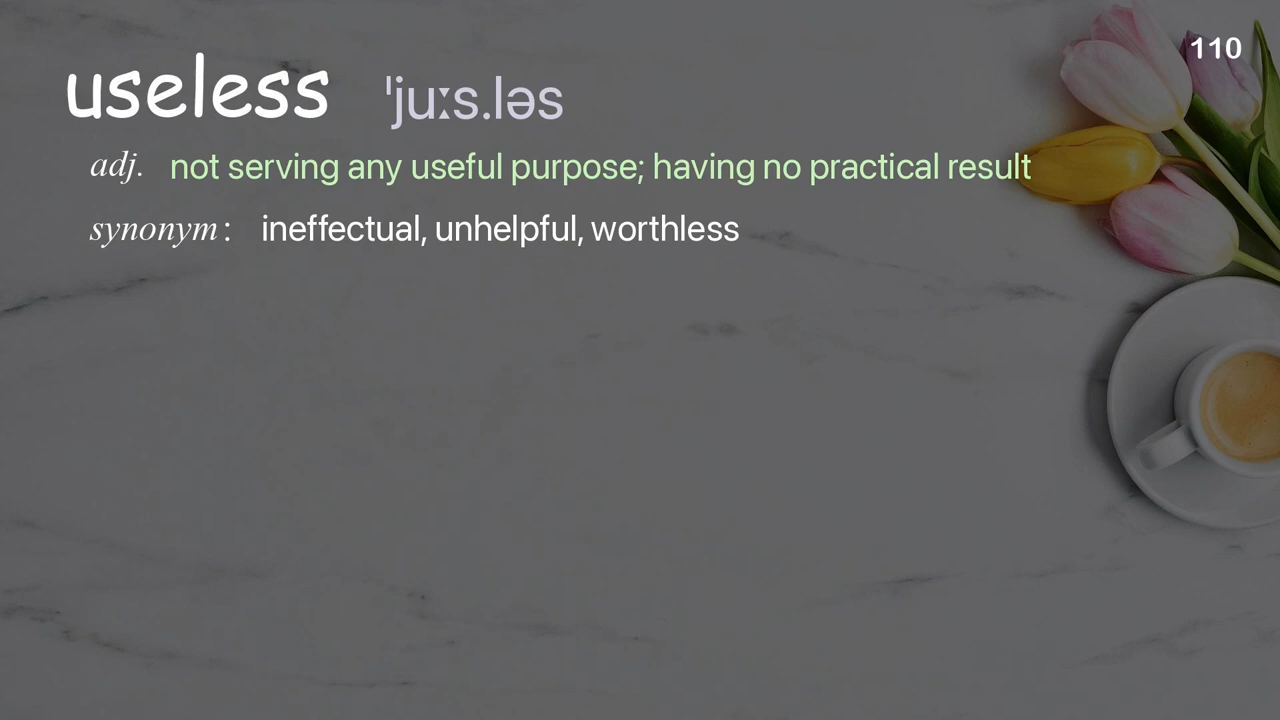 110
useless ˈjuːs.ləs
adj. not serving any useful purpose; having no practical result
synonym: ineffectual, unhelpful, worthless